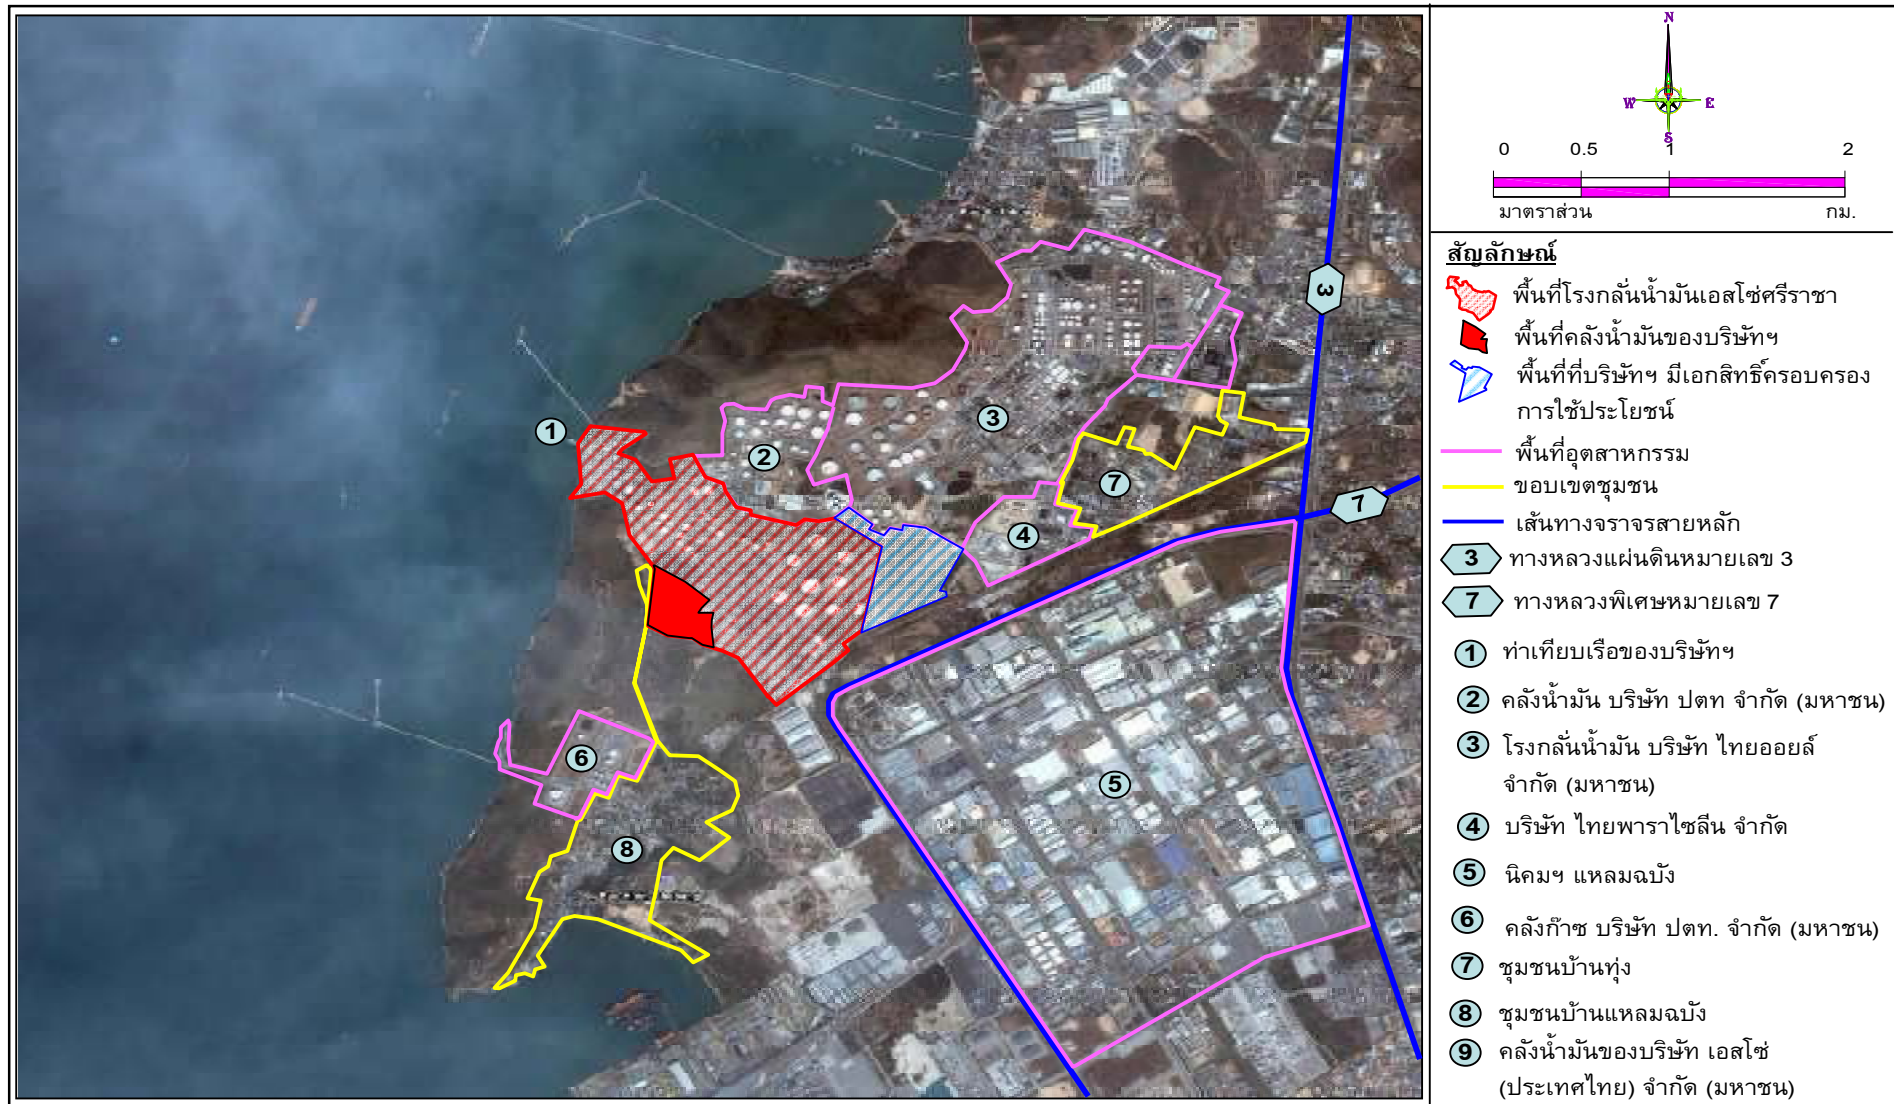 N
W E
S
0 0.5 1 2
มาตราส่วน กม.
สัญลักษณ์
พื้นที่โรงกลั่นน้ำมันเอสโซ่ศรีราชา
พื้นที่คลังน้ำมันของบริษัทฯ
พื้นที่ที่บริษัทฯ มีเอกสิทธิ์ครอบครอง
การใช้ประโยชน์
พื้นที่อุตสาหกรรม
ขอบเขตชุมชน
เส้นทางจราจรสายหลัก
3 ทางหลวงแผ่นดินหมายเลข 3
7 ทางหลวงพิเศษหมายเลข 7
1 ท่าเทียบเรือของบริษัทฯ
2 คลังน้ำมัน บริษัท ปตท จำกัด (มหาชน)
3 โรงกลั่นน้ำมัน บริษัท ไทยออยล์
จำกัด (มหาชน)
4 บริษัท ไทยพาราไซลีน จำกัด
5 นิคมฯ แหลมฉบัง
6 คลังก๊าซ บริษัท ปตท. จำกัด (มหาชน)
7 ชุมชนบ้านทุ่ง
8 ชุมชนบ้านแหลมฉบัง
9 คลังน้ำมันของบริษัท เอสโซ่
(ประเทศไทย) จำกัด (มหาชน)
3
3
1
2
7
7
4
6
5
8